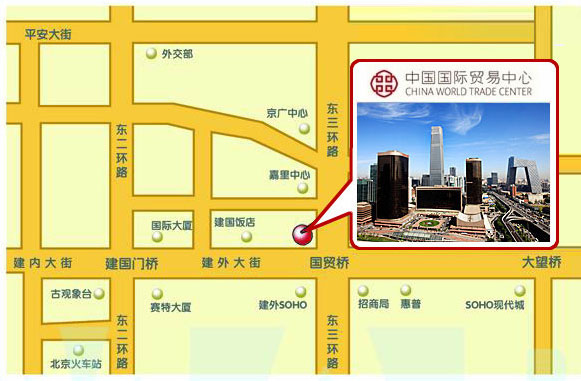 平安大街
外交部
中国国际贸易中心
CHINA WORLD TRADE CENTER
京广中心
东二环路
东三环路
嘉里中心
国际大厦
建国饭店
建内大街
建国门桥
建外大街
国贸桥
大望桥
古观象台
赛特大厦
建外SOHO
招商局
惠普
SOHO现代城
东二环路
东三环路
北京火车站